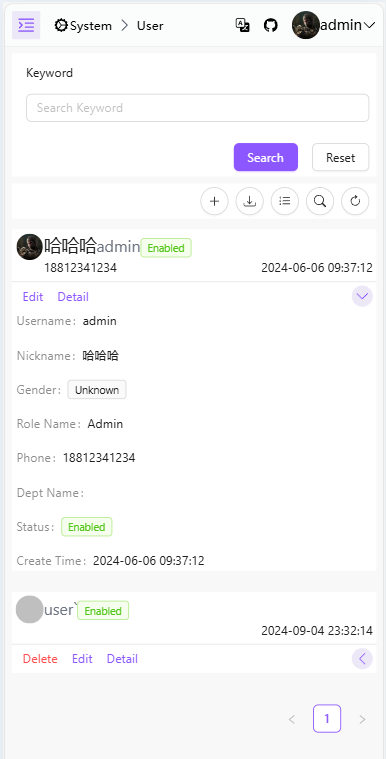 System > User admin
Keyword
Search Keyword
Search Reset
哈哈哈admin Enabled
18812341234 2024-06-06 09:37:12
Edit Detail
Username: admin
Nickname: 哈哈哈
Gender: Unknown
Role Name: Admin
Phone: 18812341234
Dept Name:
Status: Enabled
Create Time: 2024-06-06 09:37:12
user` Enabled
2024-09-04 23:32:14
Delete Edit Detail
< 1 >